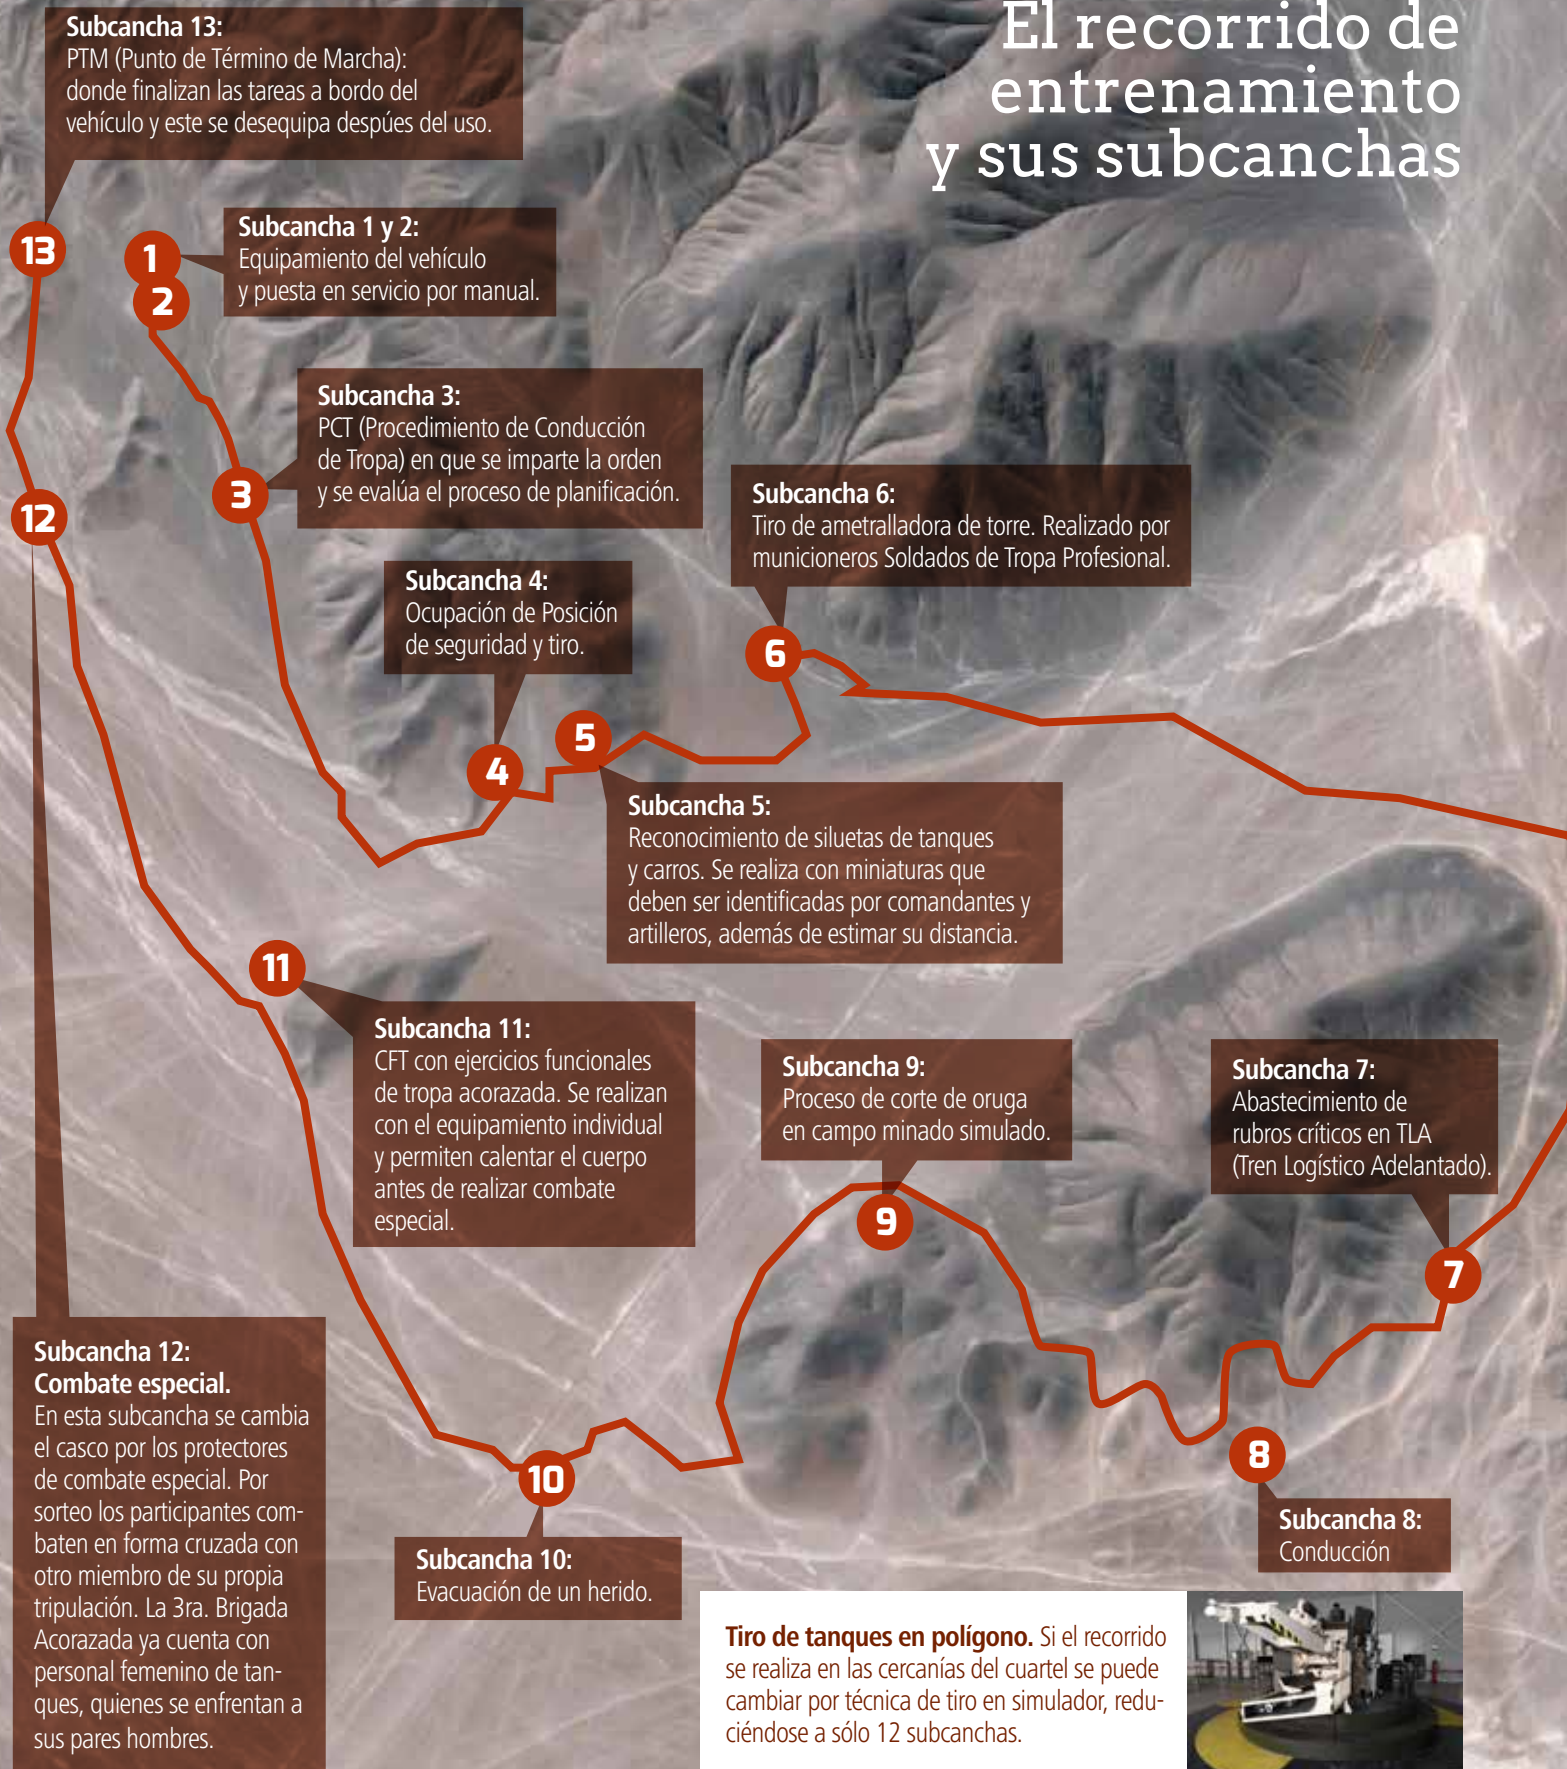 El recorrido de
entrenamiento
y sus subcanchas
Subcancha 13:
PTM (Punto de Término de Marcha):
donde finalizan las tareas a bordo del
vehículo y este se desequipa despúes del uso.
13
1
2
Subcancha 1 y 2:
Equipamiento del vehículo
y puesta en servicio por manual.
Subcancha 3:
PCT (Procedimiento de Conducción
de Tropa) en que se imparte la orden
y se evalúa el proceso de planificación.
3
12
Subcancha 6:
Tiro de ametralladora de torre. Realizado por
municioneros Soldados de Tropa Profesional.
6
Subcancha 4:
Ocupación de Posición
de seguridad y tiro.
4
5
Subcancha 5:
Reconocimiento de siluetas de tanques
y carros. Se realiza con miniaturas que
deben ser identificadas por comandantes y
artilleros, además de estimar su distancia.
11
Subcancha 11:
CFT con ejercicios funcionales
de tropa acorazada. Se realizan
con el equipamiento individual
y permiten calentar el cuerpo
antes de realizar combate
especial.
Subcancha 9:
Proceso de corte de oruga
en campo minado simulado.
9
Subcancha 7:
Abastecimiento de
rubros críticos en TLA
(Tren Logístico Adelantado).
7
Subcancha 12:
Combate especial.
En esta subcancha se cambia
el casco por los protectores
de combate especial. Por
sorteo los participantes com-
baten en forma cruzada con
otro miembro de su propia
tripulación. La 3ra. Brigada
Acorazada ya cuenta con
personal femenino de tan-
ques, quienes se enfrentan a
sus pares hombres.
10
Subcancha 10:
Evacuación de un herido.
8
Subcancha 8:
Conducción
Tiro de tanques en polígono. Si el recorrido
se realiza en las cercanías del cuartel se puede
cambiar por técnica de tiro en simulador, redu-
ciéndose a sólo 12 subcanchas.